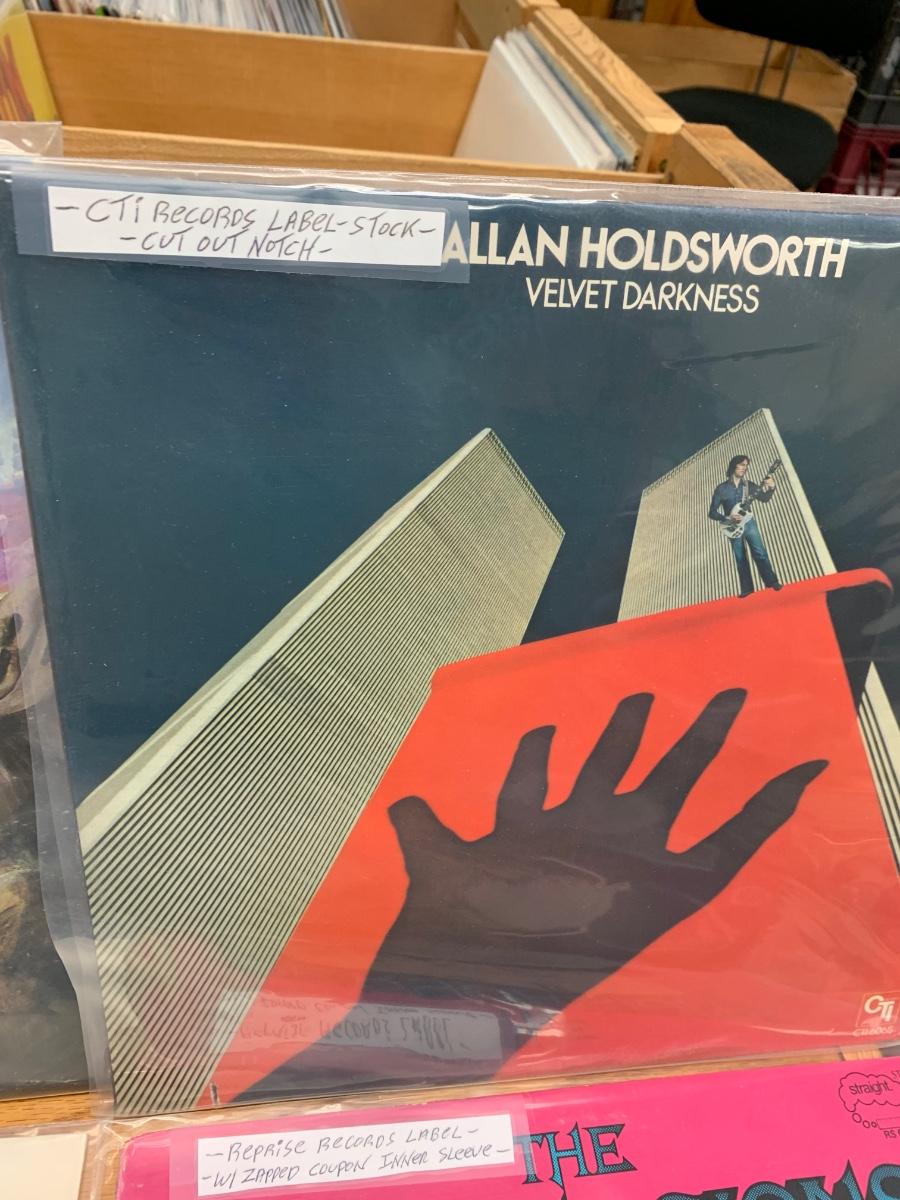 - CTi RECORDS LABEL - STOCK -
- CUT OUT NOTCH -
ALLAN HOLDSWORTH
VELVET DARKNESS
CTI
- REPRISE RECORDS LABEL -
- W/ ZAPPED COUPON INNER SLEEVE -
THE
straight